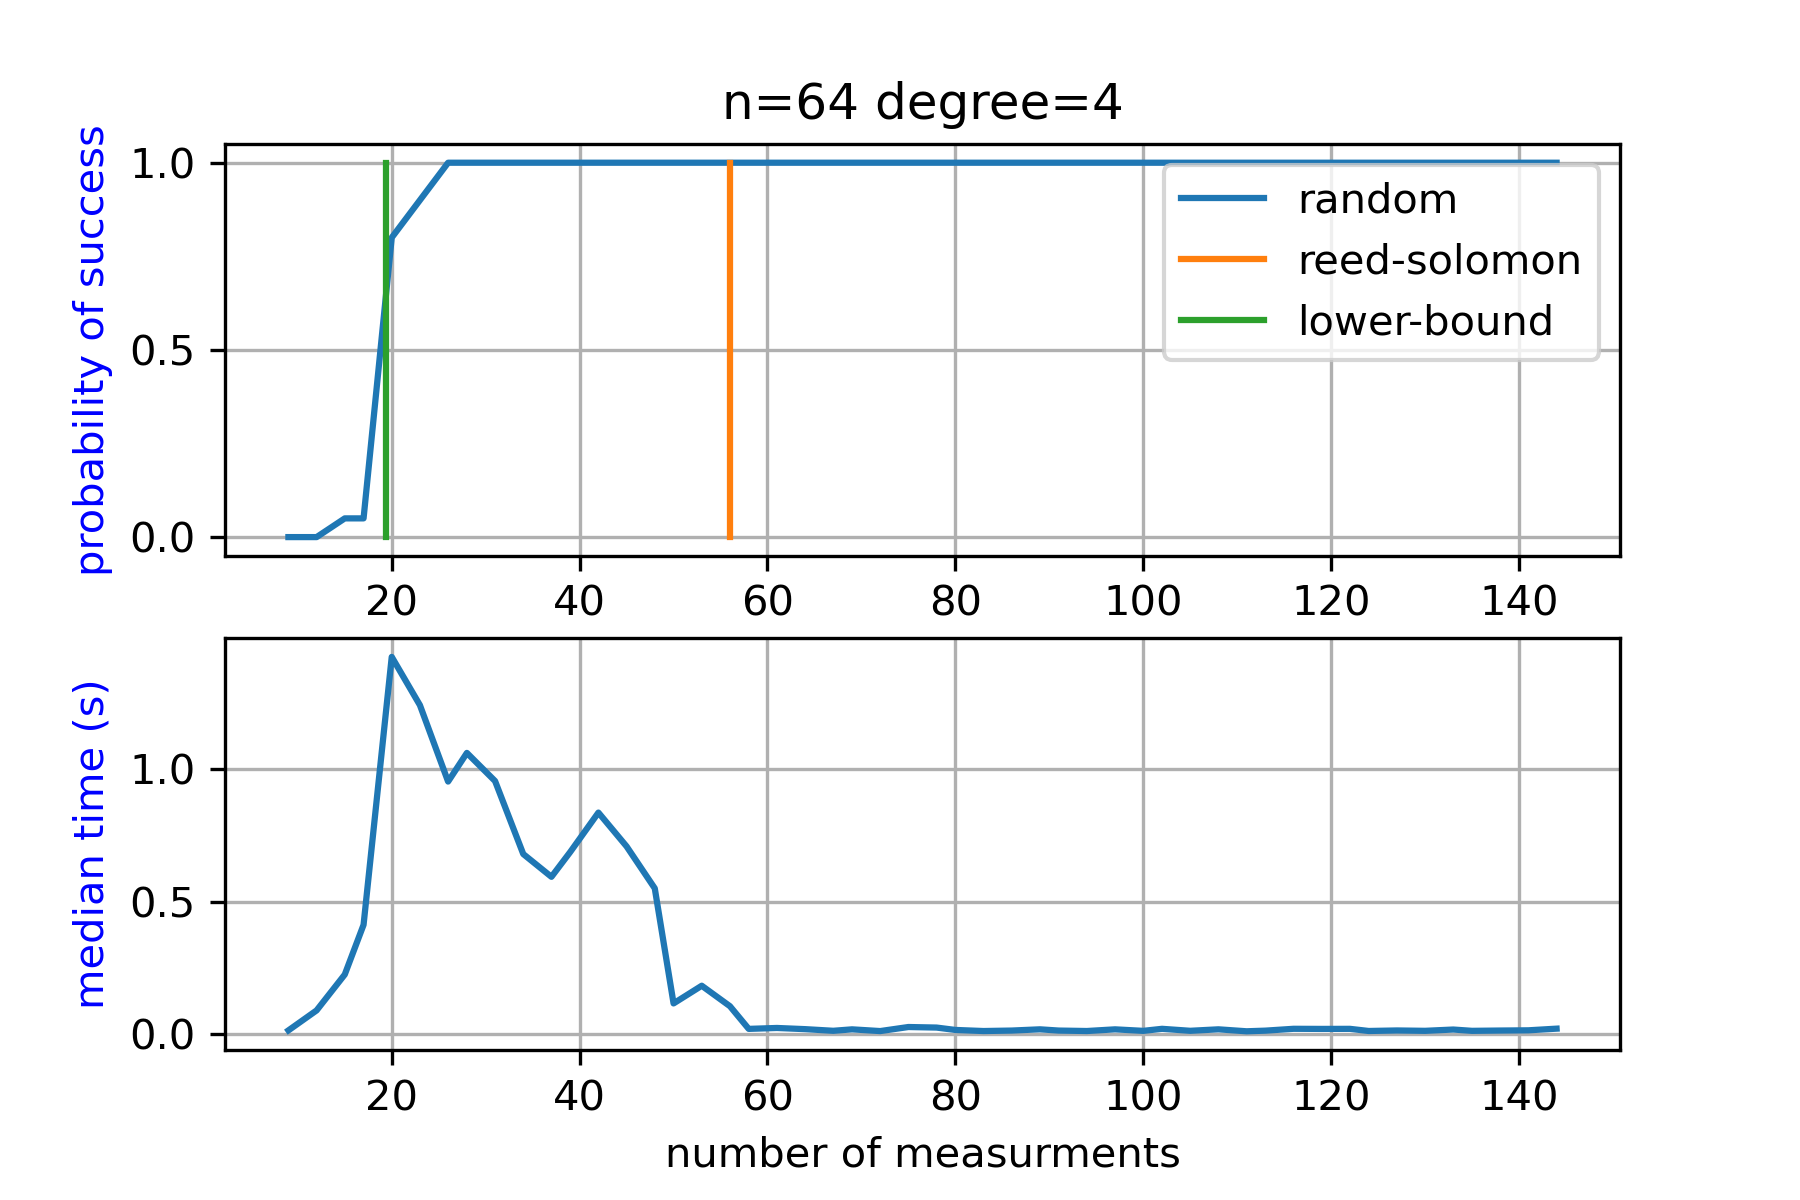 n=64 degree=4
probability of success
1.0
0.5
0.0
random
reed-solomon
lower-bound
20 40 60 80 100 120 140
median time (s)
1.0
0.5
0.0
20 40 60 80 100 120 140
number of measurments